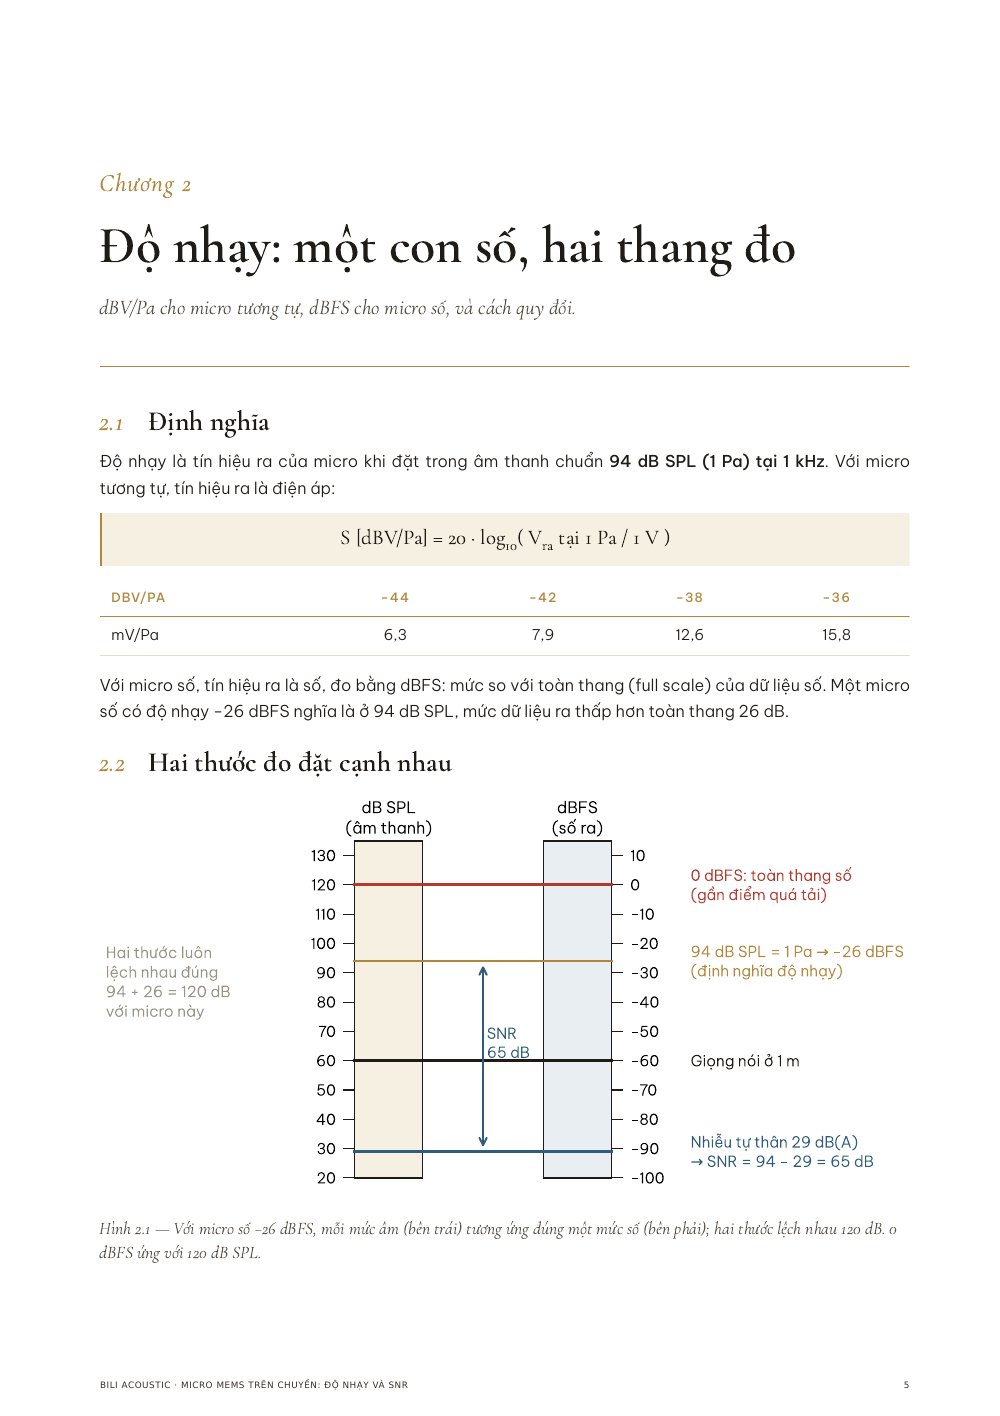 Chương 2
Độ nhạy: một con số, hai thang đo
dBV/Pa cho micro tương tự, dBFS cho micro số, và cách quy đổi.
2.1 Định nghĩa
Độ nhạy là tín hiệu ra của micro khi đặt trong âm thanh chuẩn 94 dB SPL (1 Pa) tại 1 kHz. Với micro
tương tự, tín hiệu ra là điện áp:
S [dBV/Pa] = 20 · log₁₀( V_ra tại 1 Pa / 1 V )
DBV/PA −44 −42 −38 −36
mV/Pa 6,3 7,9 12,6 15,8
Với micro số, tín hiệu ra là số, đo bằng dBFS: mức so với toàn thang (full scale) của dữ liệu số. Một micro
số có độ nhạy −26 dBFS nghĩa là ở 94 dB SPL, mức dữ liệu ra thấp hơn toàn thang 26 dB.
2.2 Hai thước đo đặt cạnh nhau
dB SPL
(âm thanh)
dBFS
(số ra)
130 10
120 0
110 −10
100 −20
90 −30
80 −40
70 −50
60 −60
50 −70
40 −80
30 −90
20 −100
Hai thước luôn
lệch nhau đúng
94 + 26 = 120 dB
với micro này
SNR
65 dB
0 dBFS: toàn thang số
(gần điểm quá tải)
94 dB SPL = 1 Pa → −26 dBFS
(định nghĩa độ nhạy)
Giọng nói ở 1 m
Nhiễu tự thân 29 dB(A)
→ SNR = 94 − 29 = 65 dB
Hình 2.1 — Với micro số −26 dBFS, mỗi mức âm (bên trái) tương ứng đúng một mức số (bên phải); hai thước lệch nhau 120 dB. 0
dBFS ứng với 120 dB SPL.
BILI ACOUSTIC · MICRO MEMS TRÊN CHUYỀN: ĐỘ NHẠY VÀ SNR 5